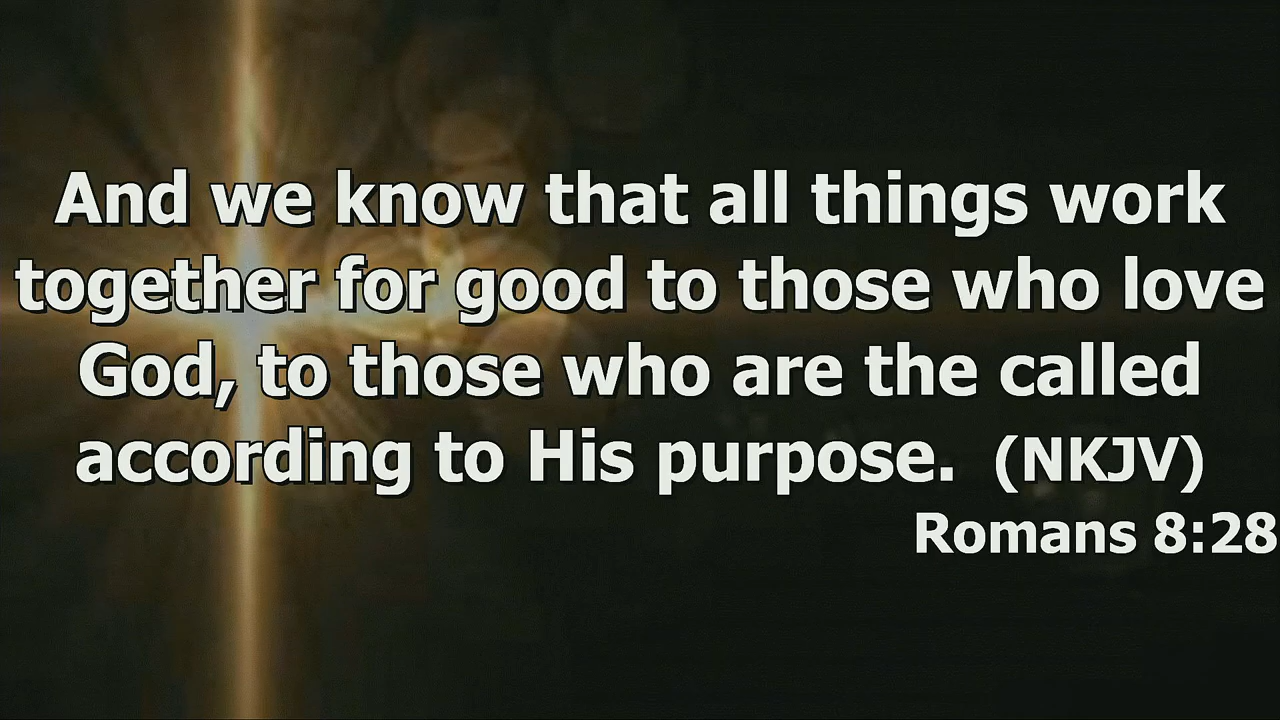 And we know that all things work
together for good to those who love
God, to those who are the called
according to His purpose.  (NKJV)
Romans 8:28